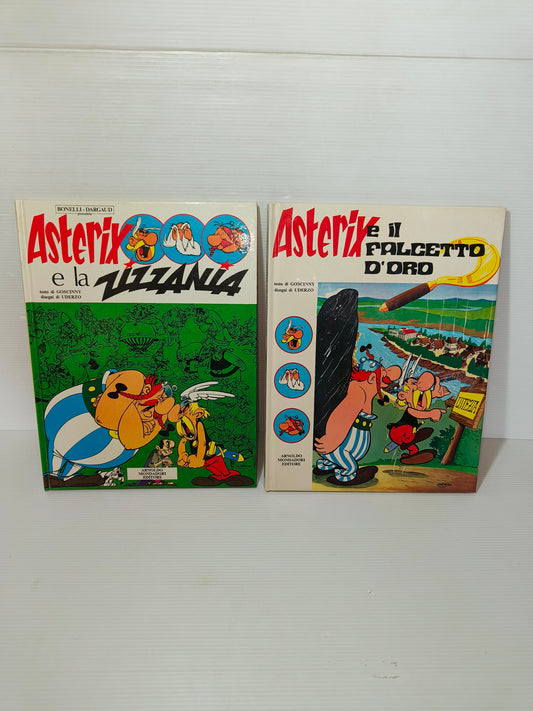 BONELLI-DARGAUD
presentano
Asterix
e la ZIZZANIA
testo di GOSCINNY
disegni di UDERZO
ARNOLDO
MONDADORI
EDITORE
Asterix e il
FALCETTO
D'ORO
testo di GOSCINNY
disegni di UDERZO
ARNOLDO
MONDADORI
EDITORE